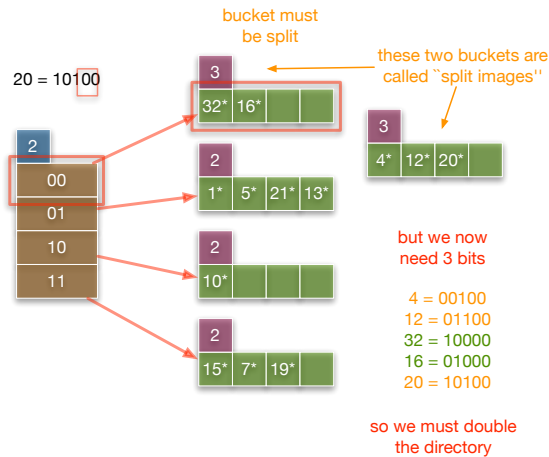 bucket must
be split
20 = 10100
these two buckets are
called ``split images''
3
32* 16*
3
4* 12* 20*
2
00
01
10
11
2
1* 5* 21* 13*
2
10*
2
15* 7* 19*
but we now
need 3 bits
4 = 00100
12 = 01100
32 = 10000
16 = 01000
20 = 10100
so we must double
the directory